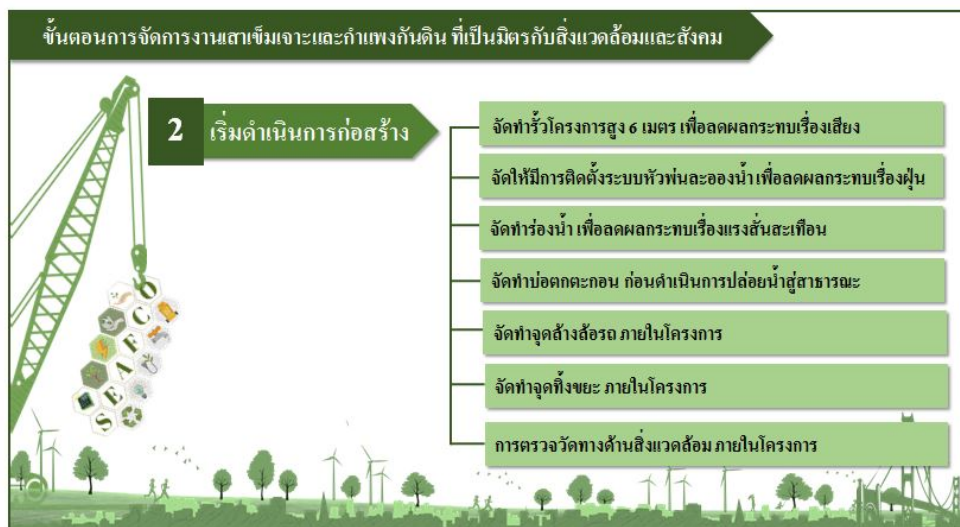 ขั้นตอนการจัดการงานเสาเข็มเจาะและกำแพงกันดิน ที่เป็นมิตรกับสิ่งแวดล้อมและสังคม
2 เริ่มดำเนินการก่อสร้าง
จัดทำรั้วโครงการสูง 6 เมตร เพื่อลดผลกระทบเรื่องเสียง
จัดให้มีการติดตั้งระบบหัวพ่นละอองน้ำ เพื่อลดผลกระทบเรื่องฝุ่น
จัดทำร่องน้ำ เพื่อลดผลกระทบเรื่องแรงสั่นสะเทือน
จัดทำบ่อตกตะกอน ก่อนดำเนินการปล่อยน้ำสู่สาธารณะ
จัดทำจุดล้างล้อรถ ภายในโครงการ
จัดทำจุดทิ้งขยะ ภายในโครงการ
การตรวจวัดทางด้านสิ่งแวดล้อม ภายในโครงการ
SEAFCO